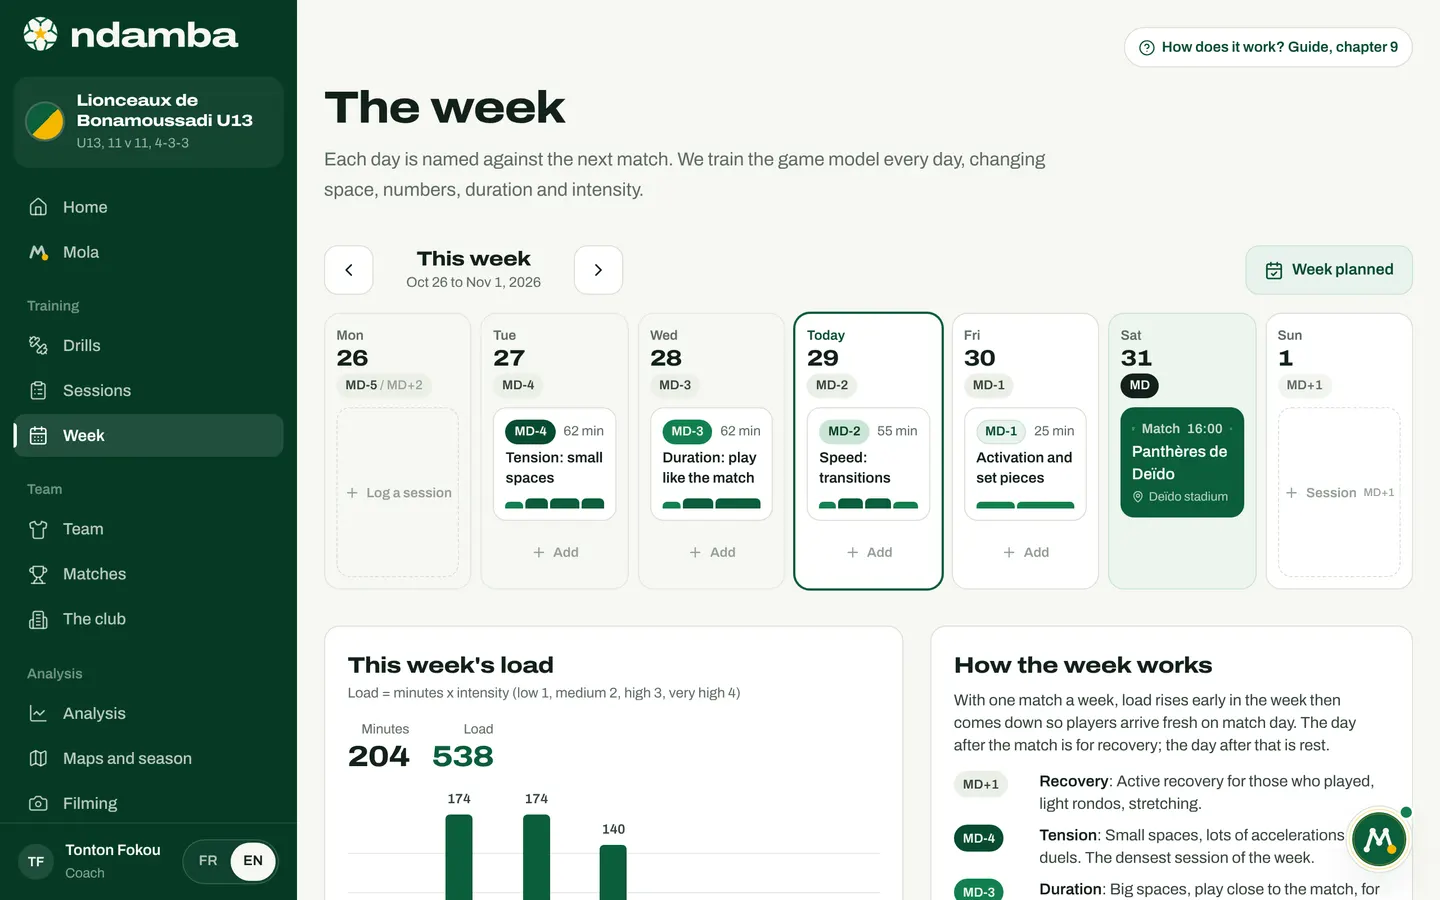 ndamba
Lionceaux de
Bonamoussadi U13
U13, 11 v 11, 4-3-3
Home
Mola
Training
Drills
Sessions
Week
Team
Team
Matches
The club
Analysis
Analysis
Maps and season
Filming
TF
Tonton Fokou
Coach
FR
EN
How does it work? Guide, chapter 9
The week
Each day is named against the next match. We train the game model every day, changing
space, numbers, duration and intensity.
This week
Oct 26 to Nov 1, 2026
Week planned
Mon
26
MD-5 / MD+2
+ Log a session
Tue
27
MD-4
MD-4 62 min
Tension: small
spaces
+ Add
Wed
28
MD-3
MD-3 62 min
Duration: play
like the match
+ Add
Today
29
MD-2
MD-2 55 min
Speed:
transitions
+ Add
Fri
30
MD-1
MD-1 25 min
Activation and
set pieces
+ Add
Sat
31
MD
Match 16:00
Panthères de
Deïdo
Deïdo stadium
Sun
1
MD+1
+ Session MD+1
This week's load
Load = minutes x intensity (low 1, medium 2, high 3, very high 4)
Minutes Load
204 538
174 174 140
How the week works
With one match a week, load rises early in the week then
comes down so players arrive fresh on match day. The day
after the match is for recovery; the day after that is rest.
MD+1 Recovery: Active recovery for those who played,
light rondos, stretching.
MD-4 Tension: Small spaces, lots of accelerations
duels. The densest session of the week.
MD-3 Duration: Big spaces, play close to the match, for